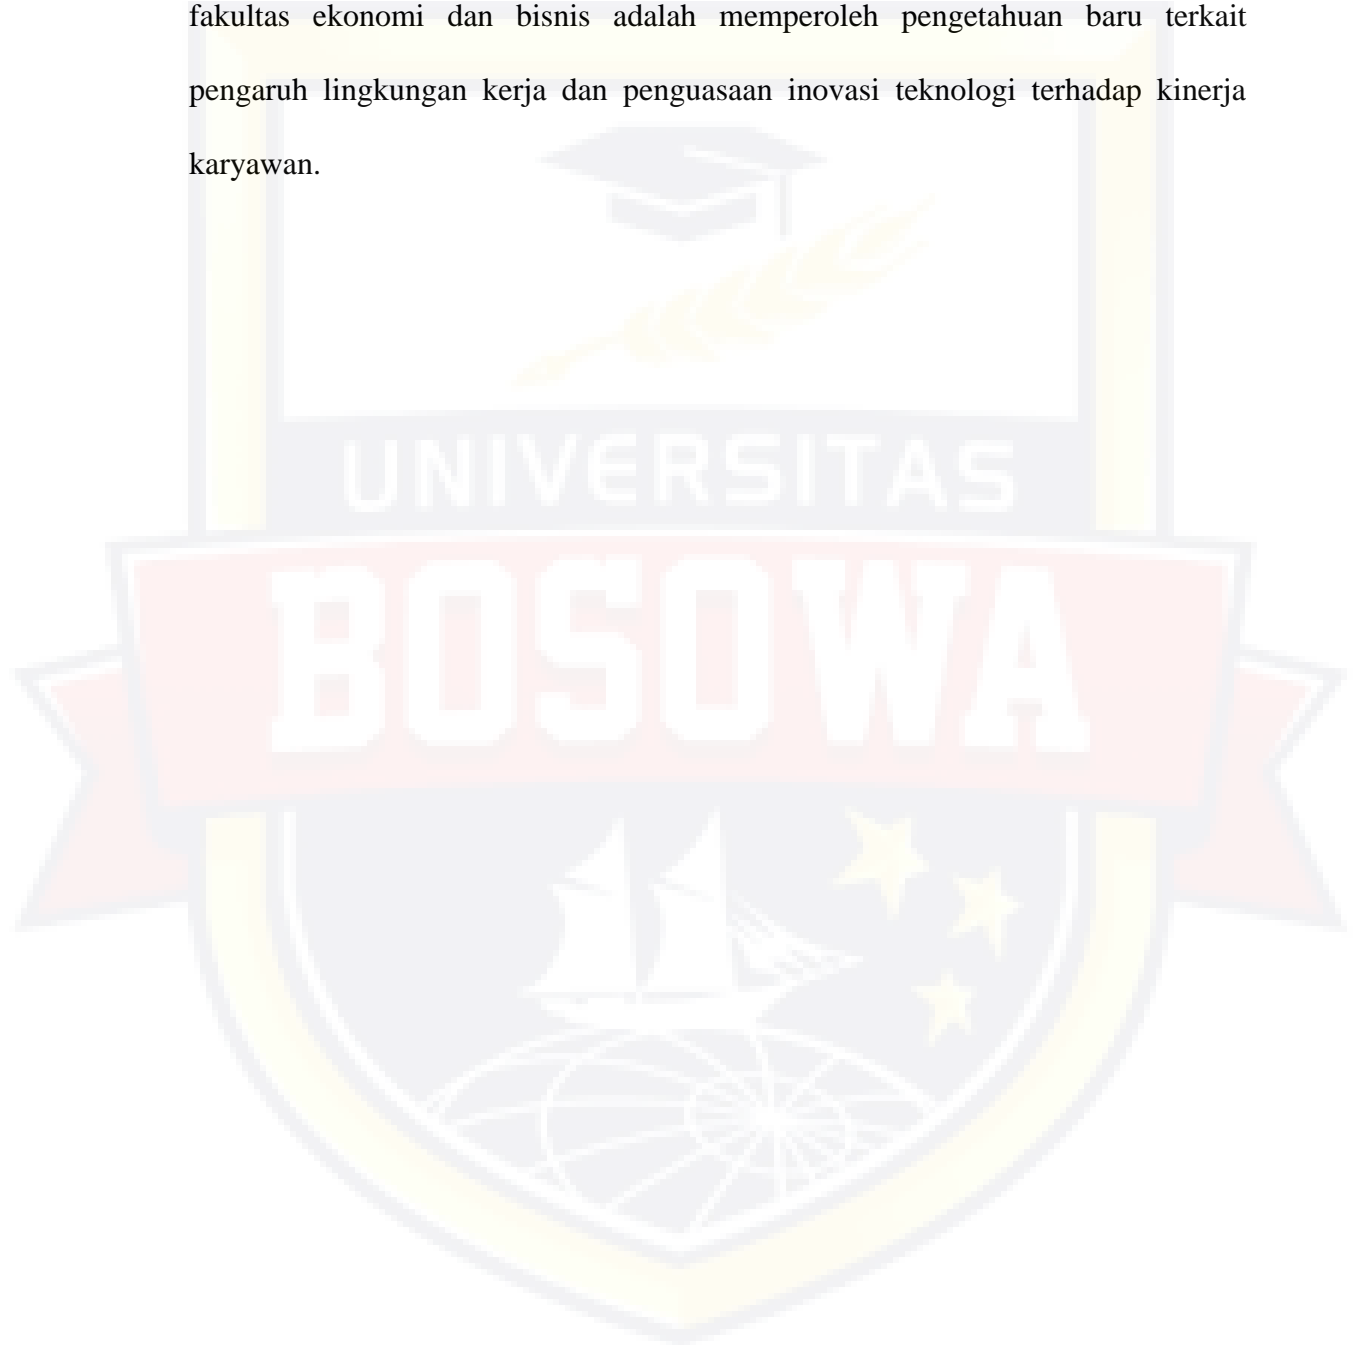 fakultas ekonomi dan bisnis adalah memperoleh pengetahuan baru terkait
pengaruh lingkungan kerja dan penguasaan inovasi teknologi terhadap kinerja
karyawan.
UNIVERSITAS
BOSOWA